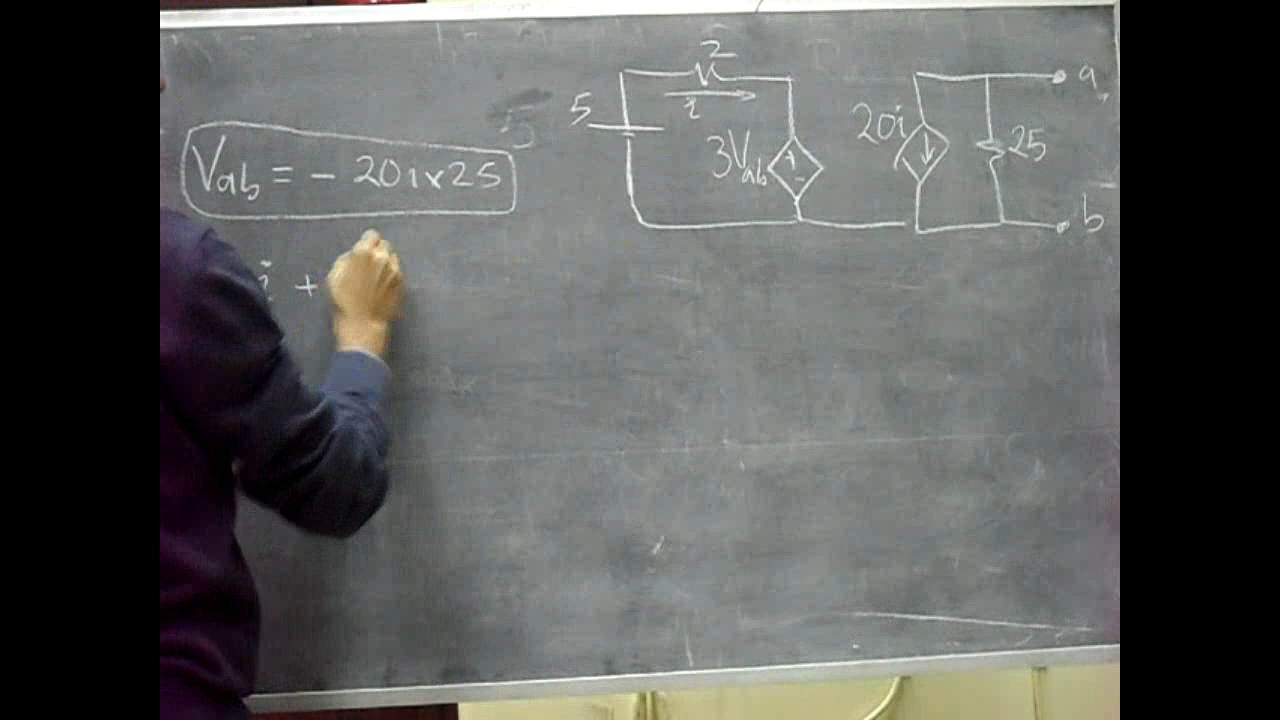 Vab = - 20i×25
i +
5
2
i
3Vab
+
-
20i
25
a
b